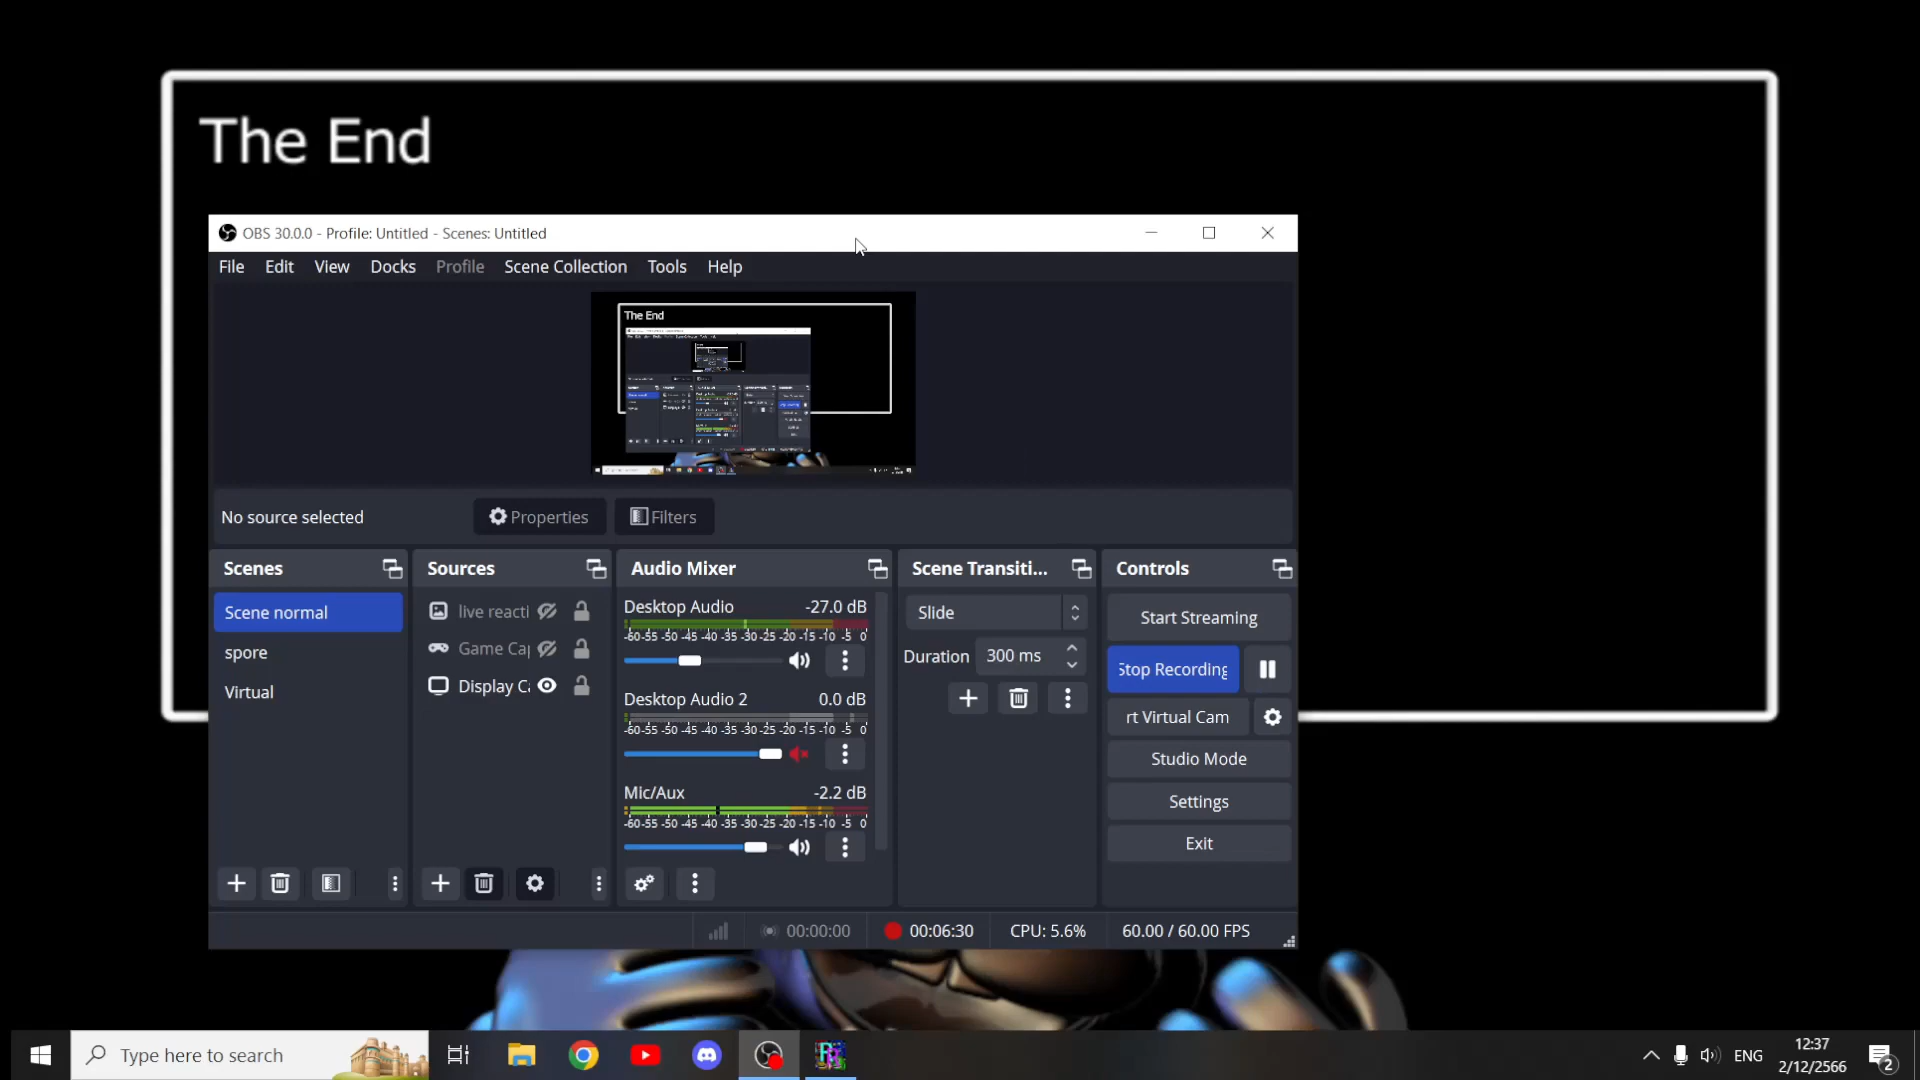 The End
OBS 30.0.0 - Profile: Untitled - Scenes: Untitled
File Edit View Docks Profile Scene Collection Tools Help
The End
No source selected
Properties
Filters
Scenes
Scene normal
spore
Virtual
Sources
live reacti
Game Ca
Display C
Audio Mixer
Desktop Audio -27.0 dB
-60 -55 -50 -45 -40 -35 -30 -25 -20 -15 -10 -5 0
Desktop Audio 2 0.0 dB
-60 -55 -50 -45 -40 -35 -30 -25 -20 -15 -10 -5 0
Mic/Aux -2.2 dB
-60 -55 -50 -45 -40 -35 -30 -25 -20 -15 -10 -5 0
Scene Transiti...
Slide
Duration 300 ms
Controls
Start Streaming
Stop Recording
rt Virtual Cam
Studio Mode
Settings
Exit
00:00:00
00:06:30
CPU: 5.6%
60.00 / 60.00 FPS
Type here to search
ENG
12:37
2/12/2566
2